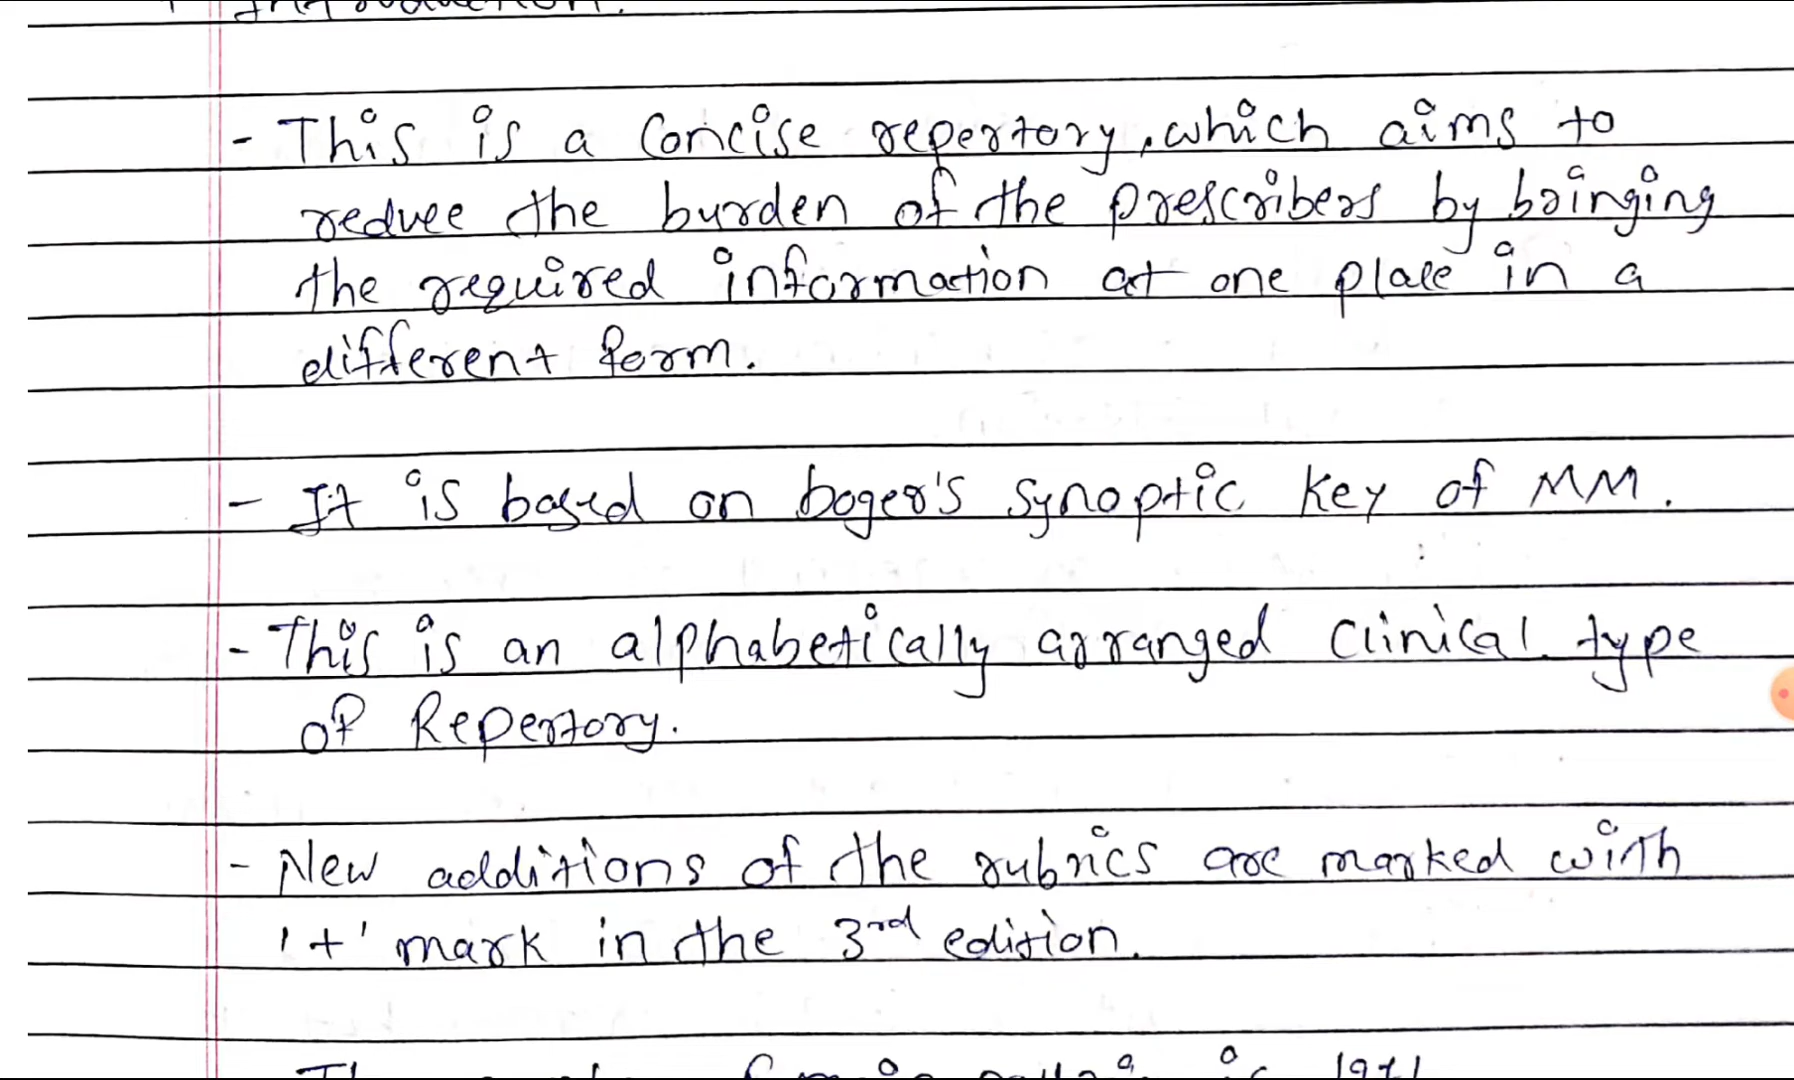 Introduction.
- This is a concise repertory, which aims to
reduce the burden of the prescribers by bringing
the required information at one place in a
different form.
- It is based on boger's synoptic key of MM.
- This is an alphabetically arranged clinical type
of Repertory.
- New additions of the rubrics are marked with
'+' mark in the 3rd edition.